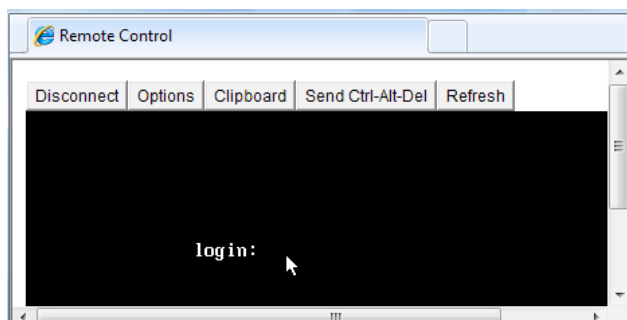 Remote Control
Disconnect Options Clipboard Send Ctrl-Alt-Del Refresh
login: